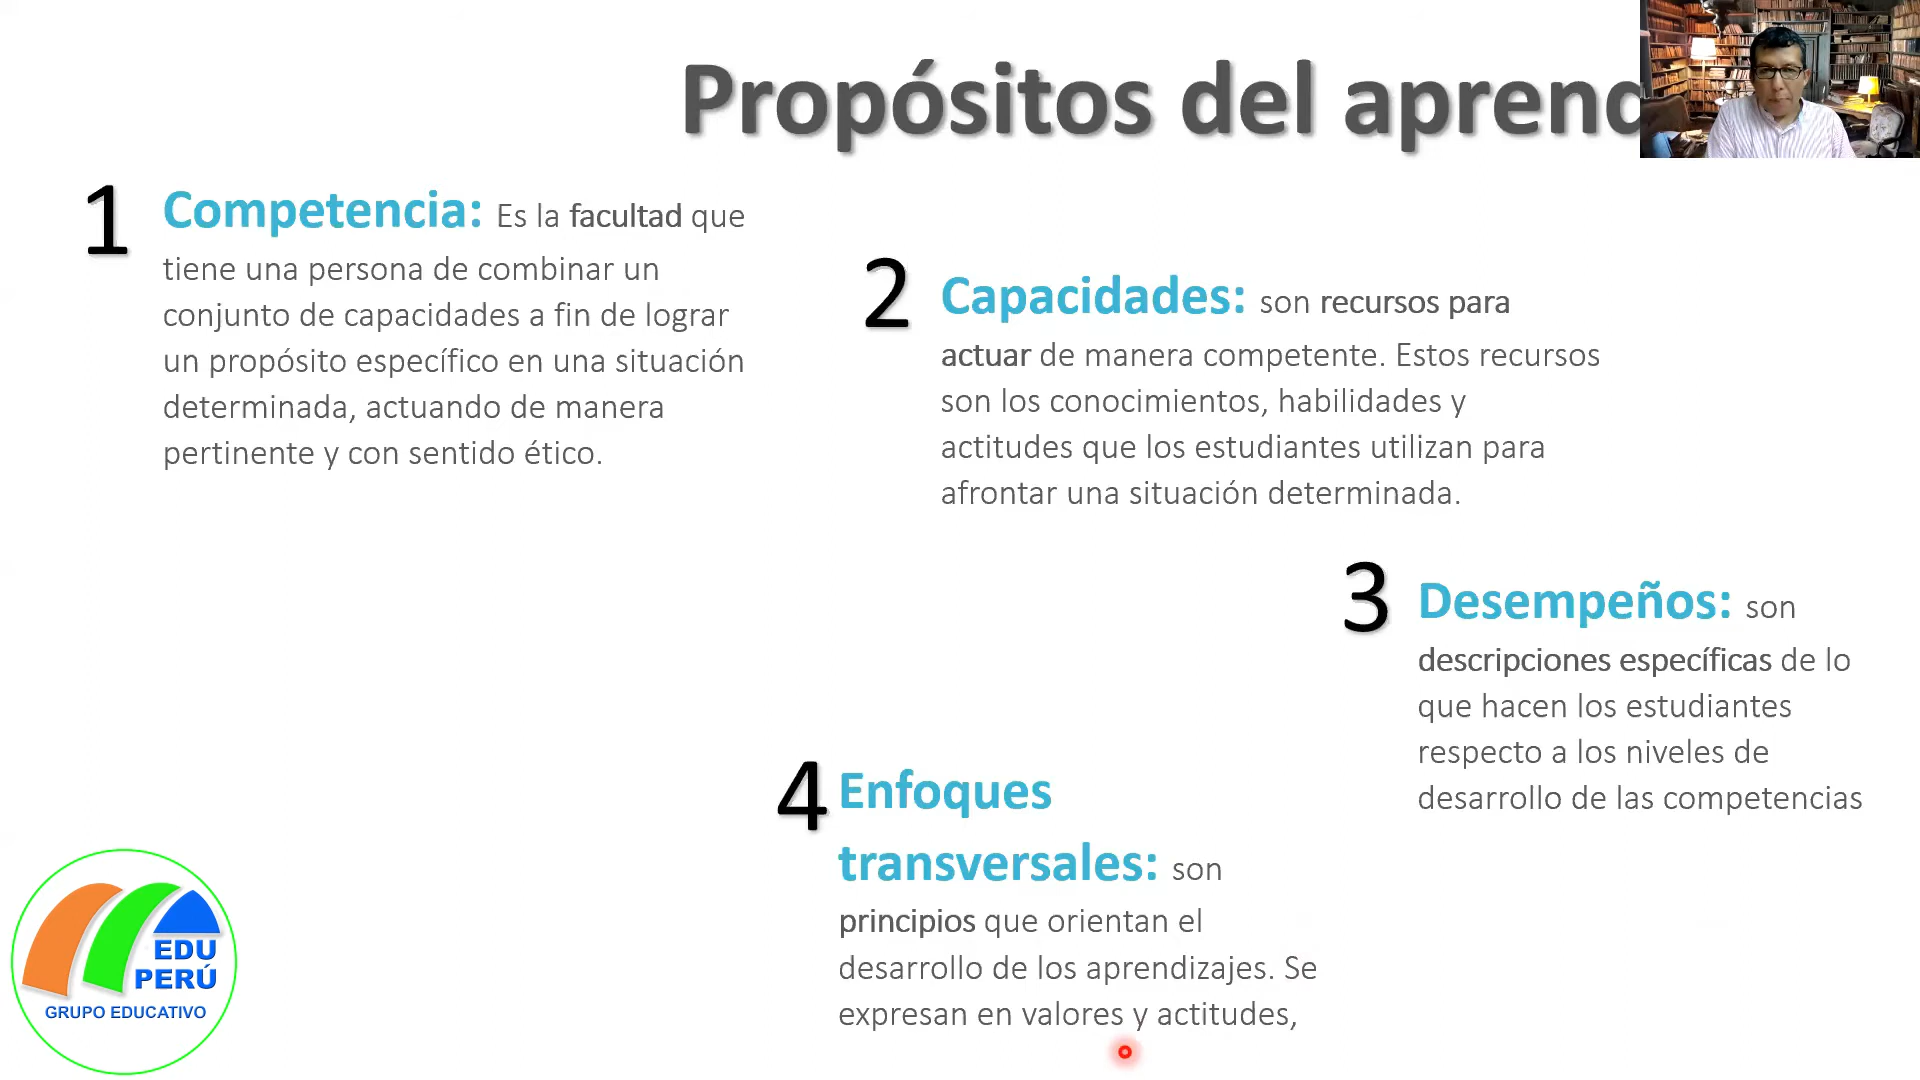 Propósitos del aprend
1
Competencia: Es la facultad que
tiene una persona de combinar un
conjunto de capacidades a fin de lograr
un propósito específico en una situación
determinada, actuando de manera
pertinente y con sentido ético.
2
Capacidades: son recursos para
actuar de manera competente. Estos recursos
son los conocimientos, habilidades y
actitudes que los estudiantes utilizan para
afrontar una situación determinada.
3
Desempeños: son
descripciones específicas de lo
que hacen los estudiantes
respecto a los niveles de
desarrollo de las competencias
4
Enfoques
transversales: son
principios que orientan el
desarrollo de los aprendizajes. Se
expresan en valores y actitudes,
EDU
PERÚ
GRUPO EDUCATIVO